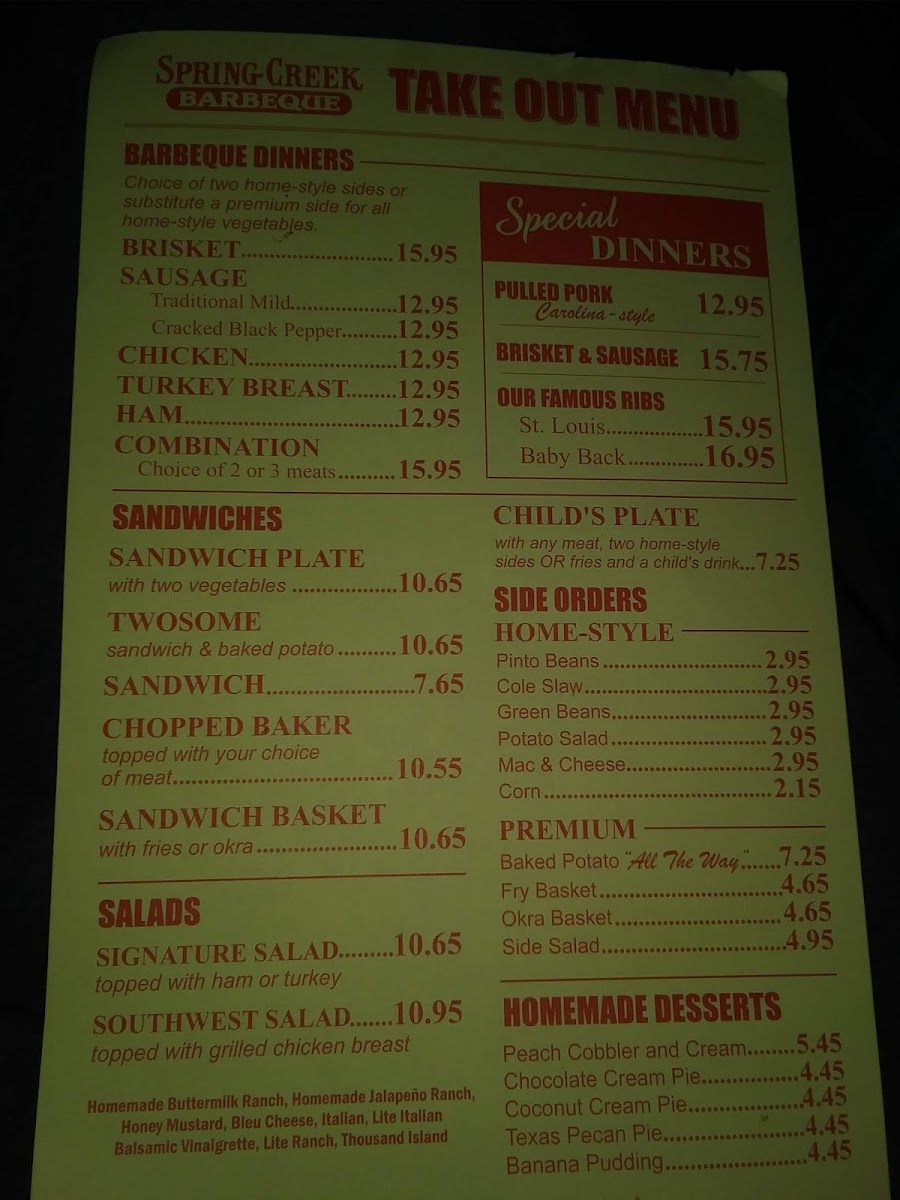 SPRING CREEK
BARBEQUE
TAKE OUT MENU
BARBEQUE DINNERS
Choice of two home-style sides or
substitute a premium side for all
home-style vegetables.
BRISKET..........................15.95
SAUSAGE
Traditional Mild..................12.95
Cracked Black Pepper.........12.95
CHICKEN..........................12.95
TURKEY BREAST.........12.95
HAM.....................................12.95
COMBINATION
Choice of 2 or 3 meats..........15.95
Special
DINNERS
PULLED PORK 12.95
Carolina-style
BRISKET & SAUSAGE 15.75
OUR FAMOUS RIBS
St. Louis.................15.95
Baby Back.............16.95
SANDWICHES
SANDWICH PLATE
with two vegetables ..................10.65
TWOSOME
sandwich & baked potato..........10.65
SANDWICH.........................7.65
CHOPPED BAKER
topped with your choice
of meat......................................10.55
SANDWICH BASKET
with fries or okra........................10.65
SALADS
SIGNATURE SALAD.........10.65
topped with ham or turkey
SOUTHWEST SALAD.......10.95
topped with grilled chicken breast
Homemade Buttermilk Ranch, Homemade Jalapeño Ranch,
Honey Mustard, Bleu Cheese, Italian, Lite Italian
Balsamic Vinaigrette, Lite Ranch, Thousand Island
CHILD'S PLATE
with any meat, two home-style
sides OR fries and a child's drink...7.25
SIDE ORDERS
HOME-STYLE
Pinto Beans............................2.95
Cole Slaw................................2.95
Green Beans...........................2.95
Potato Salad...........................2.95
Mac & Cheese.........................2.95
Corn........................................2.15
PREMIUM
Baked Potato "All The Way".......7.25
Fry Basket................................4.65
Okra Basket.............................4.65
Side Salad................................4.95
HOMEMADE DESSERTS
Peach Cobbler and Cream........5.45
Chocolate Cream Pie.................4.45
Coconut Cream Pie....................4.45
Texas Pecan Pie........................4.45
Banana Pudding........................4.45